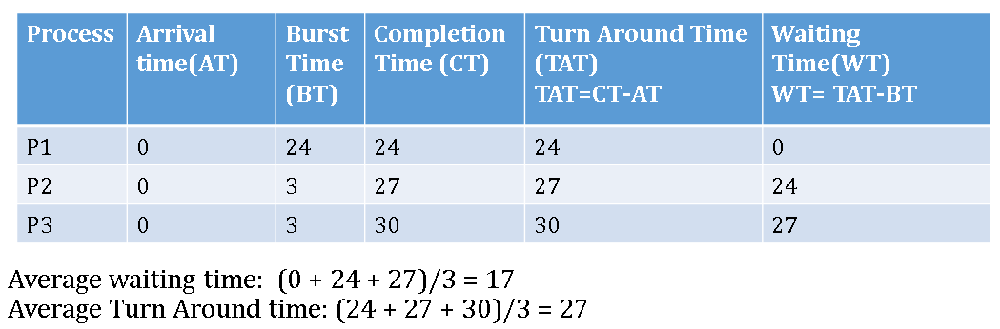 Process Arrival time(AT) Burst Time (BT) Completion Time (CT) Turn Around Time (TAT) TAT=CT-AT Waiting Time(WT) WT= TAT-BT
P1 0 24 24 24 0
P2 0 3 27 27 24
P3 0 3 30 30 27
Average waiting time: (0 + 24 + 27)/3 = 17
Average Turn Around time: (24 + 27 + 30)/3 = 27